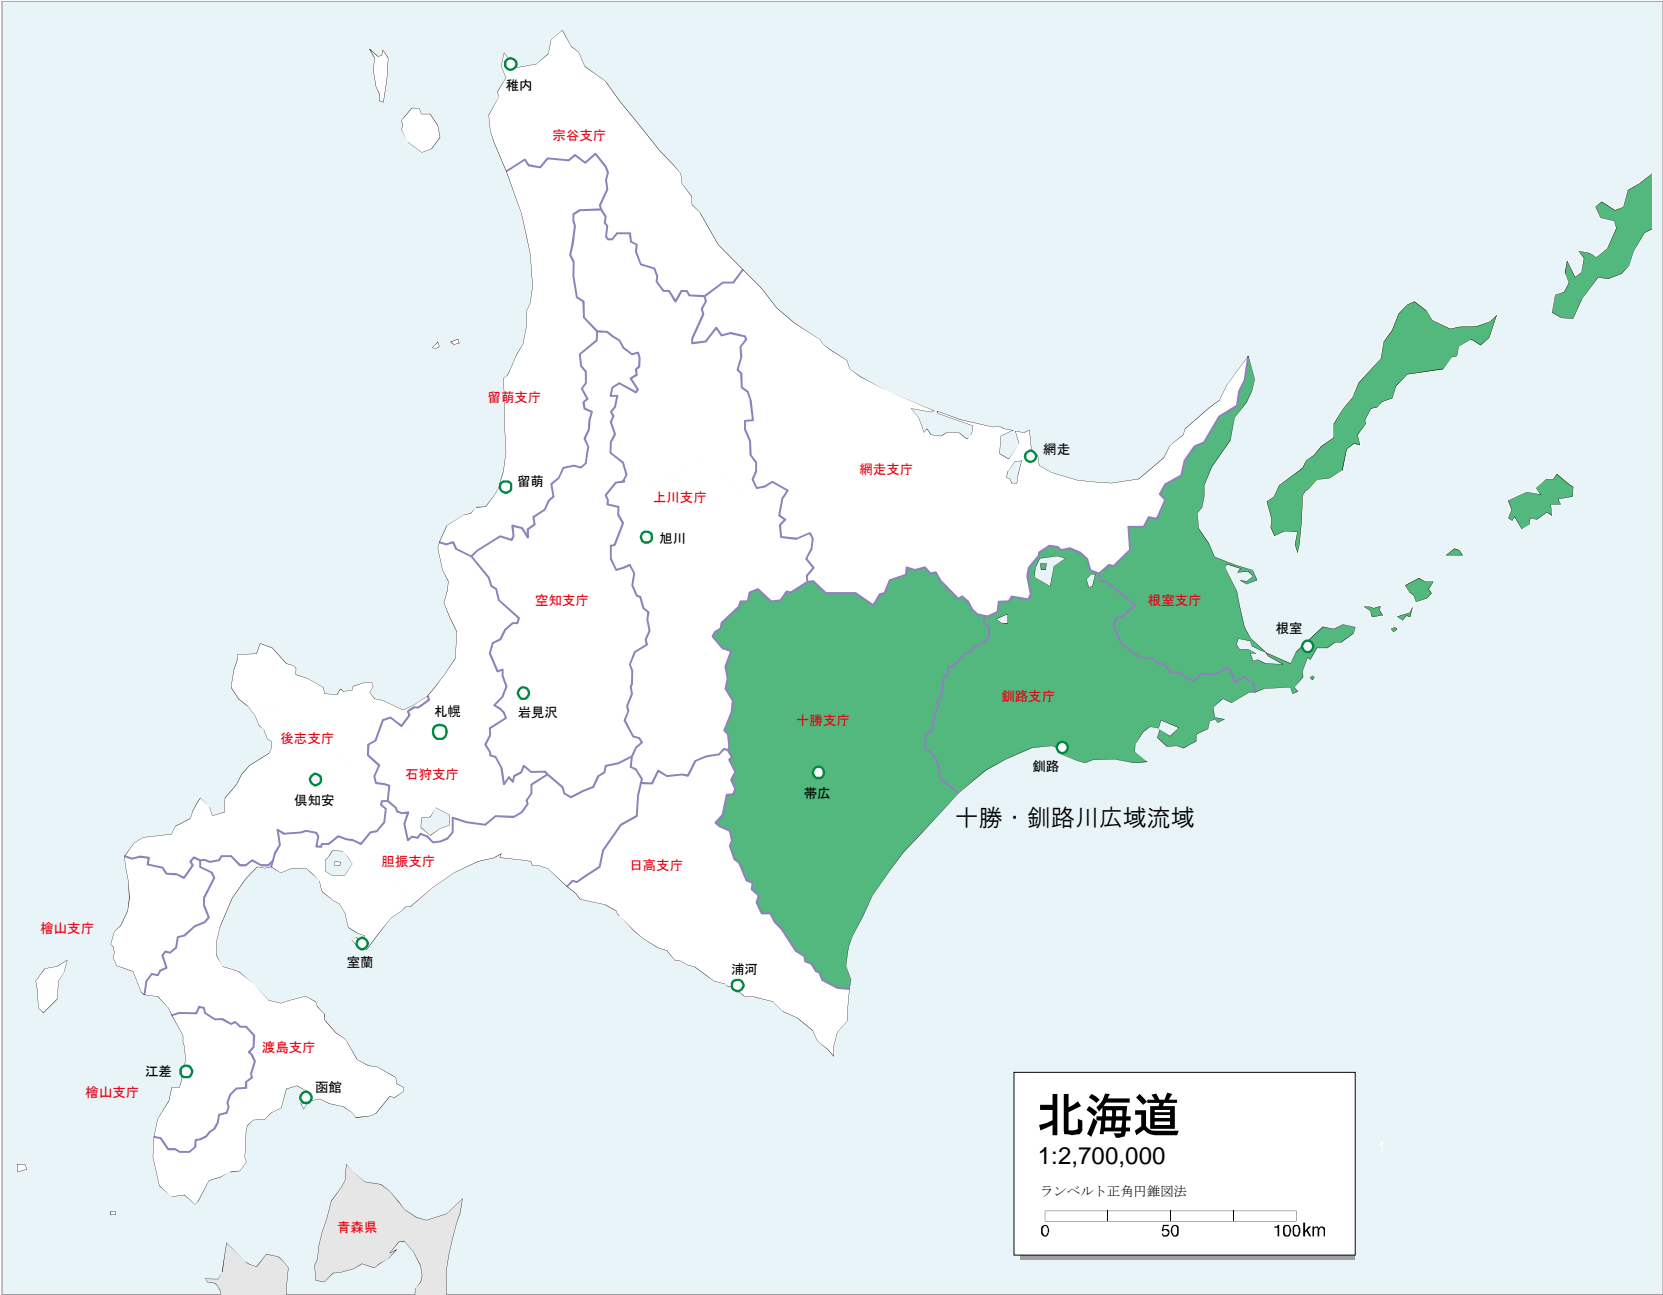 稚内
宗谷支庁
留萌支庁
網走
網走支庁
留萌
上川支庁
旭川
空知支庁
根室支庁
根室
釧路支庁
岩見沢
札幌
十勝支庁
後志支庁
石狩支庁
釧路
帯広
倶知安
十勝・釧路川広域流域
胆振支庁
日高支庁
檜山支庁
室蘭
浦河
渡島支庁
江差
函館
檜山支庁
青森県
北海道
1:2,700,000
ランベルト正角円錐図法
0 50 100km
1